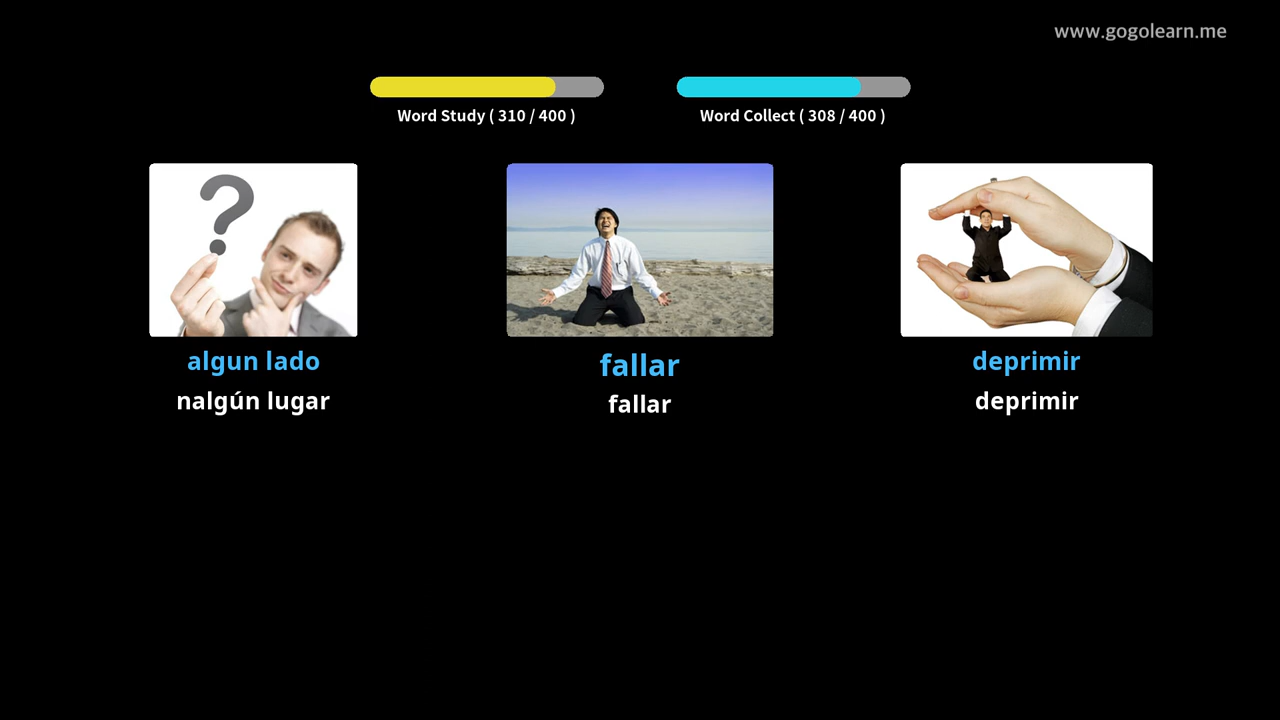 www.gogolearn.me
Word Study ( 310 / 400 )
Word Collect ( 308 / 400 )
algun lado
nalgún lugar
fallar
fallar
deprimir
deprimir